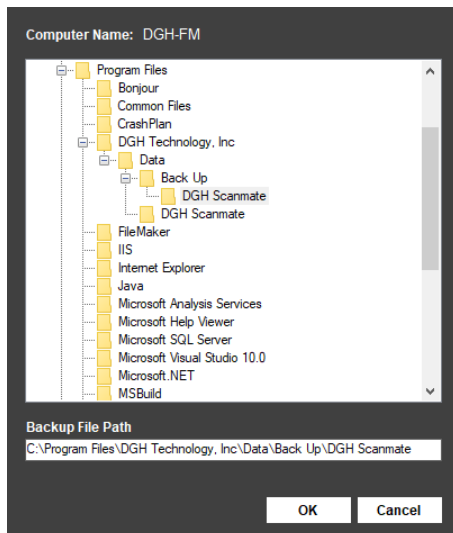 Computer Name: DGH-FM
Program Files
Bonjour
Common Files
CrashPlan
DGH Technology, Inc
Data
Back Up
DGH Scanmate
DGH Scanmate
FileMaker
IIS
Internet Explorer
Java
Microsoft Analysis Services
Microsoft Help Viewer
Microsoft SQL Server
Microsoft Visual Studio 10.0
Microsoft.NET
MSBuild
Backup File Path
C:\Program Files\DGH Technology, Inc\Data\Back Up\DGH Scanmate
OK Cancel